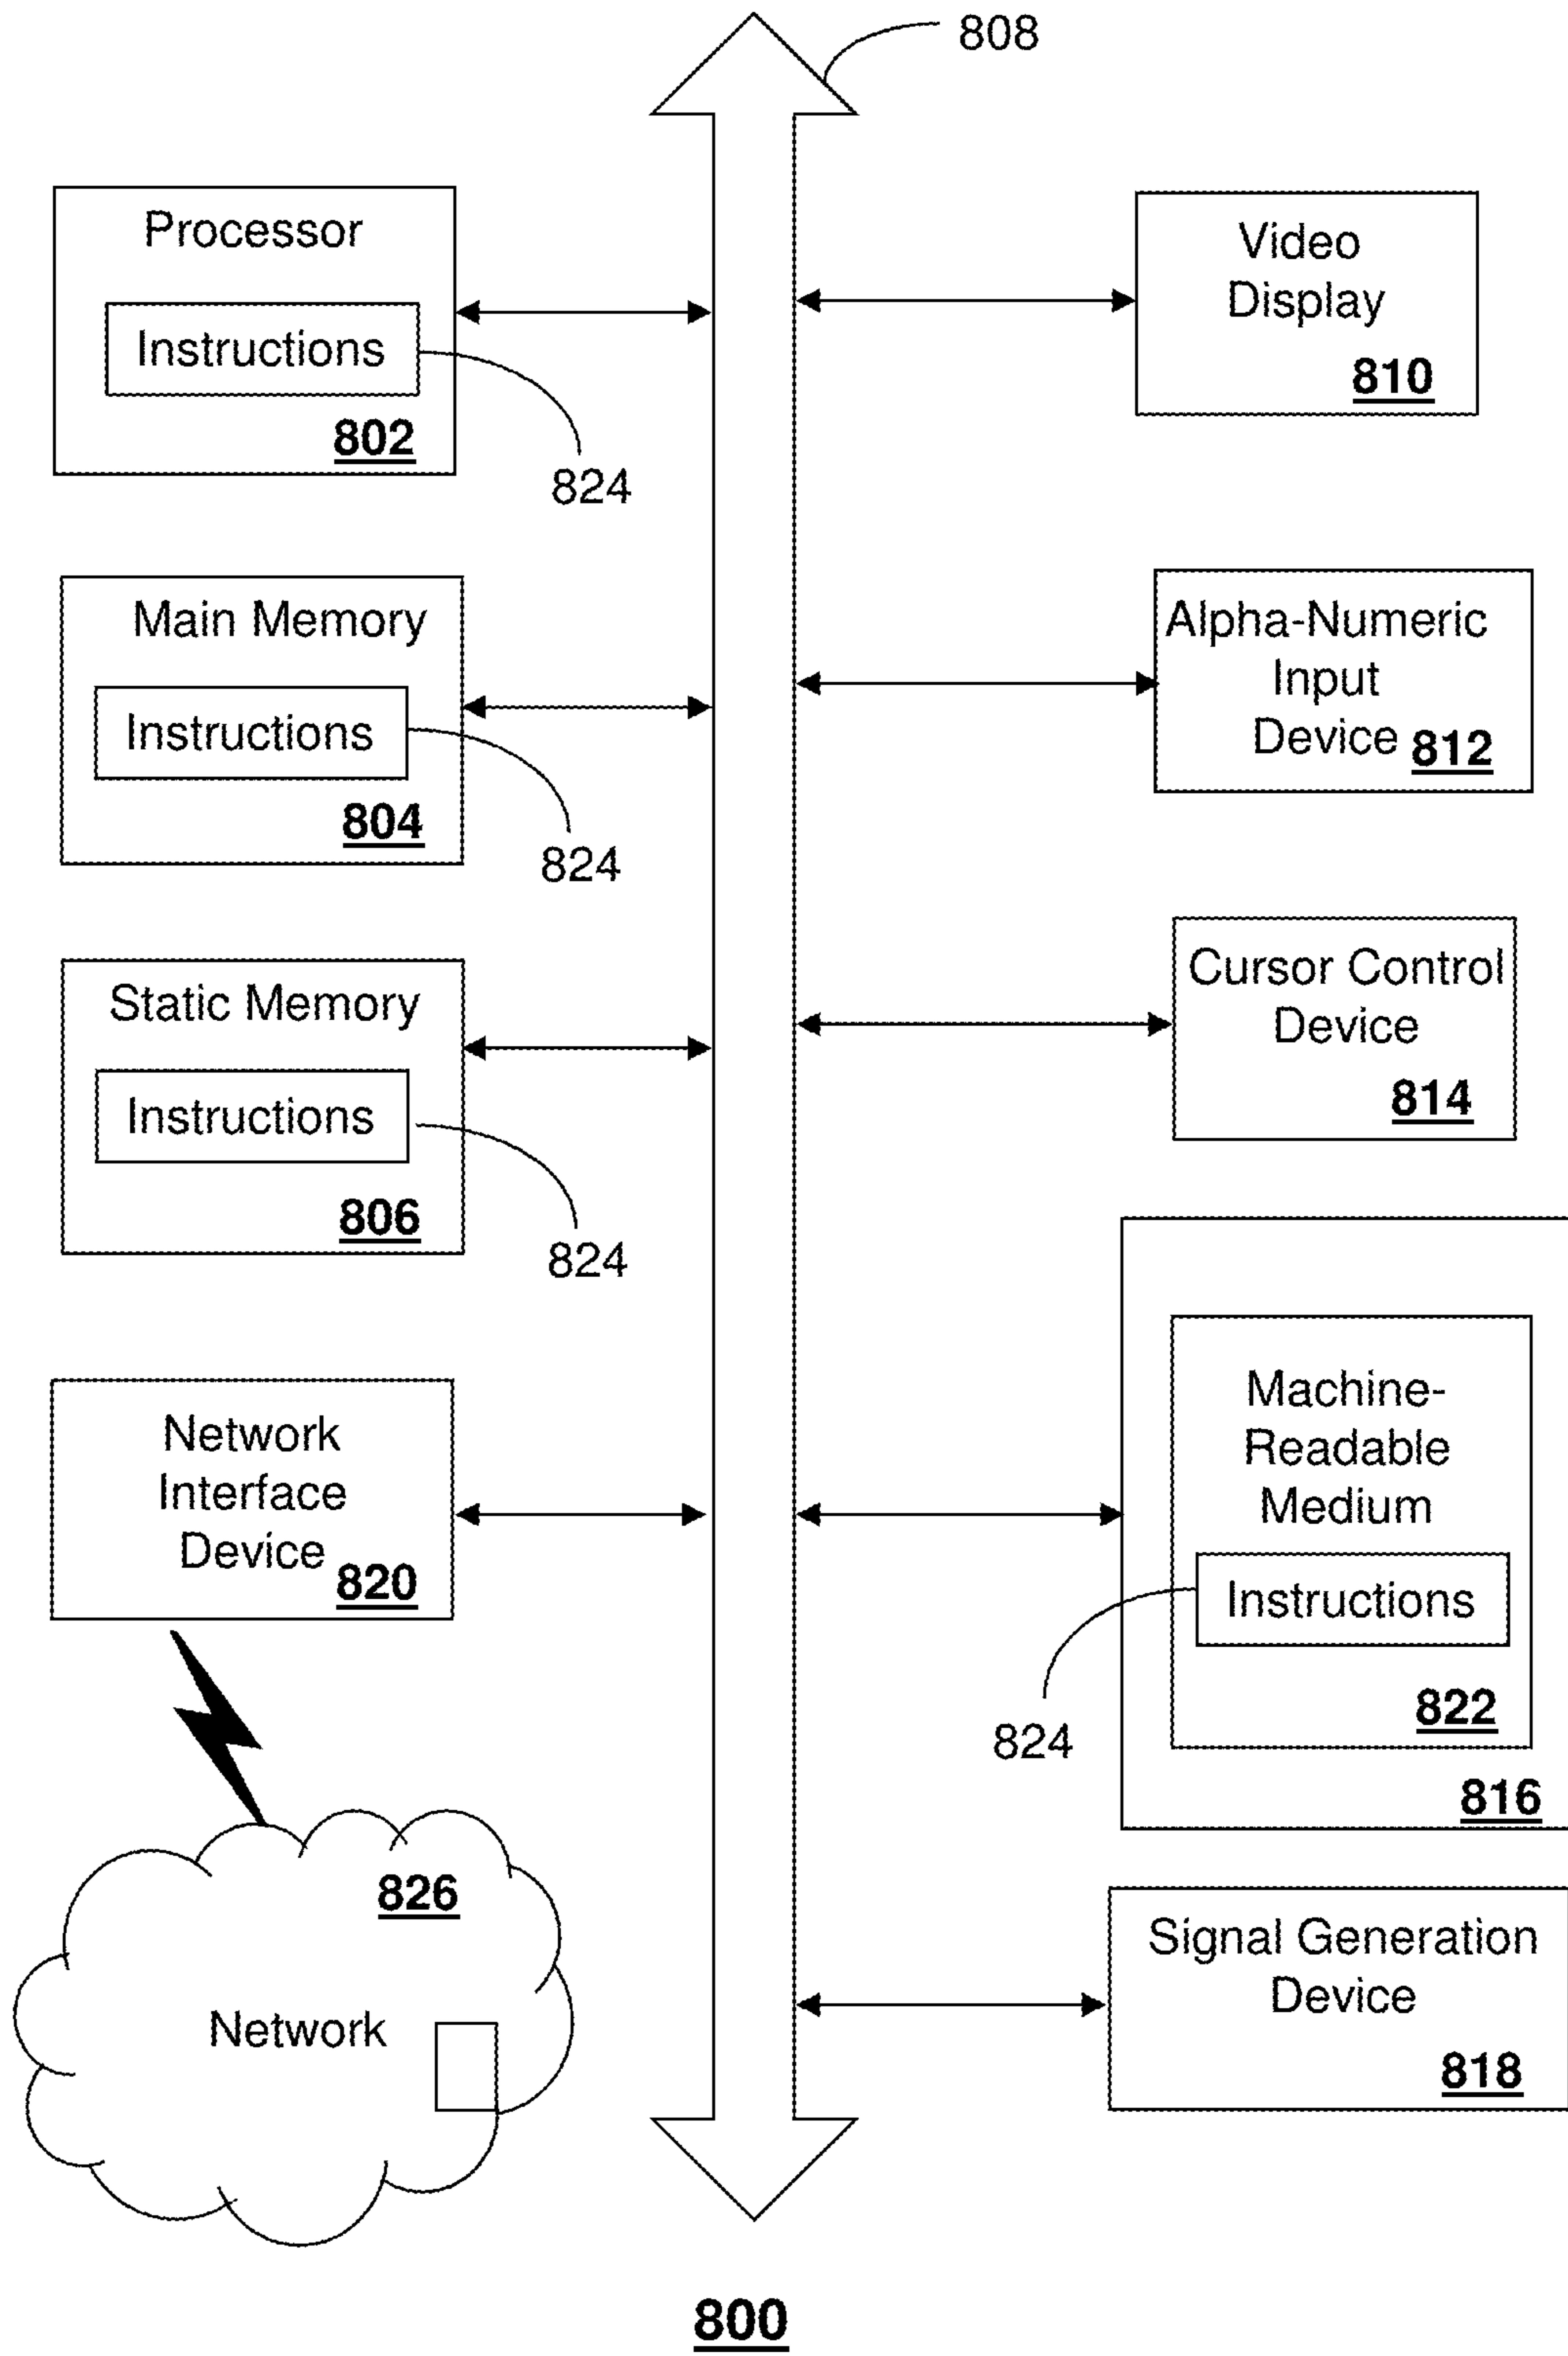 808
Processor
Instructions
802
824
Video
Display
810
Main Memory
Instructions
804
824
Alpha-Numeric
Input
Device 812
Static Memory
Instructions
806
824
Cursor Control
Device
814
Network
Interface
Device
820
Machine-
Readable
Medium
Instructions
822
824
816
826
Network
Signal Generation
Device
818
800